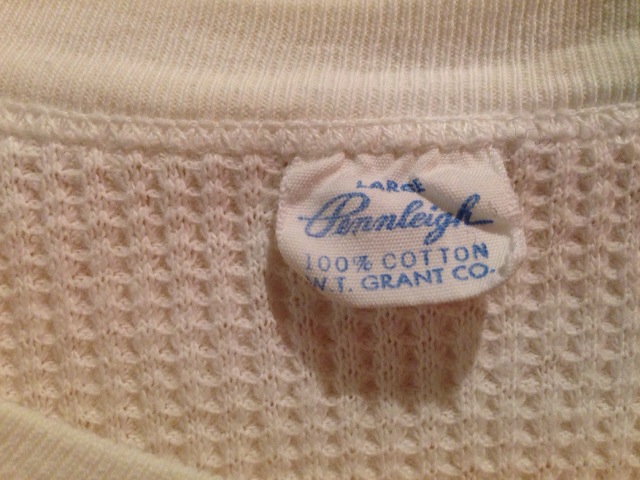 LARGE
Pennleigh
100% COTTON
W.T. GRANT CO.